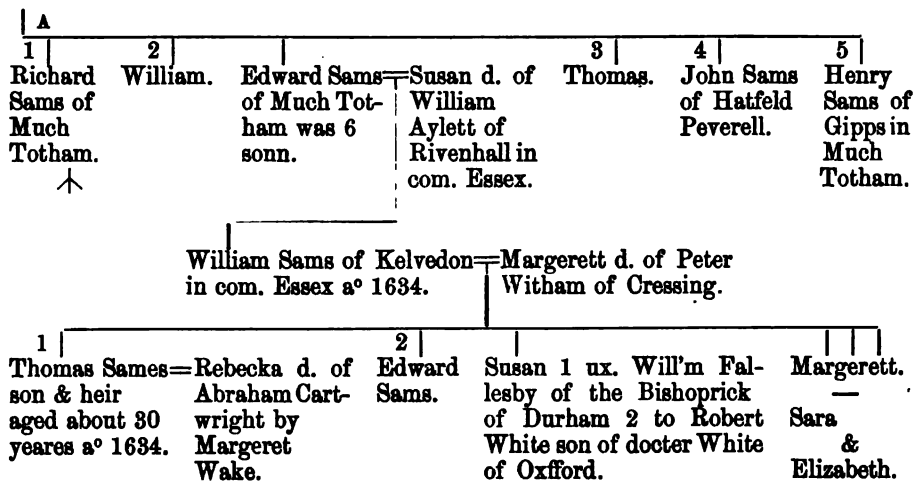 A
1
Richard
Sams of
Much
Totham.
2
William.
Edward Sams=Susan d. of
of Much Tot-
ham was 6
sonn.
William
Aylett of
Rivenhall in
com. Essex.
3
Thomas.
4
John Sams
of Hatfeld
Peverell.
5
Henry
Sams of
Gipps in
Much
Totham.
William Sams of Kelvedon=Margerett d. of Peter
in com. Essex aº 1634.
Witham of Cressing.
1
Thomas Sames=Rebecka d. of
son & heir
aged about 30
yeares aº 1634.
Abraham Cart-
wright by
Margaret
Wake.
2
Edward
Sams.
Susan 1 ux. Will'm Fal-
lesby of the Bishoprick
of Durham 2 to Robert
White son of docter White
of Oxfford.
Margerett.
Sara
&
Elizabeth.